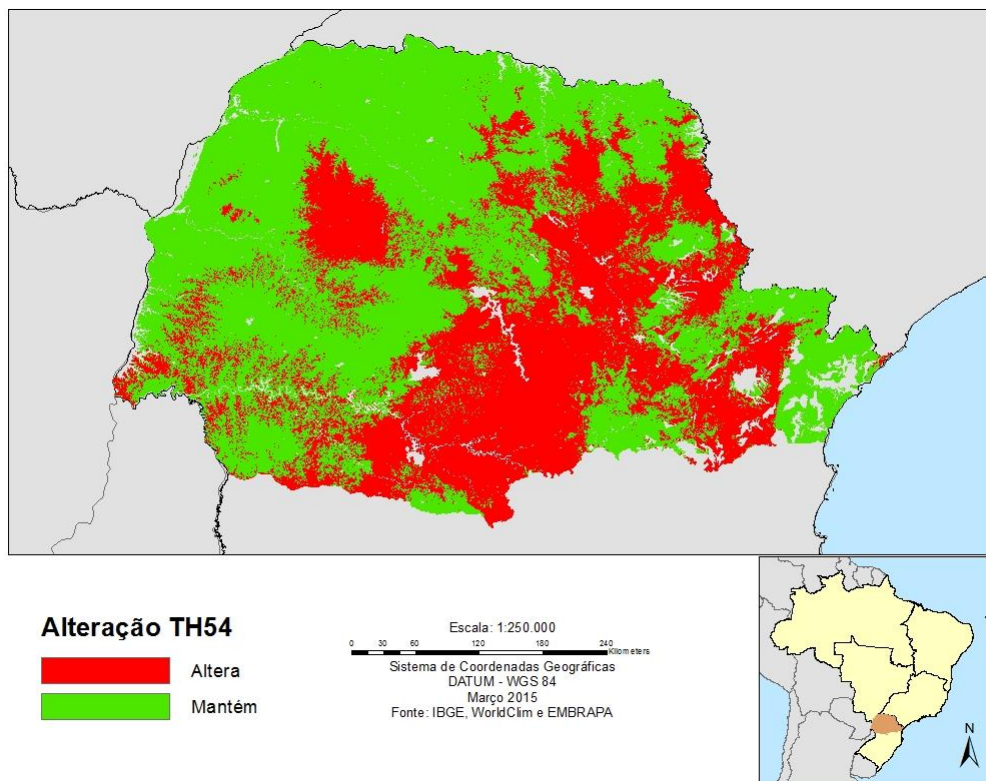 Alteração TH54
Altera
Mantém
Escala: 1:250.000
0 30 60 120 180 240
Kilometers
Sistema de Coordenadas Geográficas
DATUM - WGS 84
Março 2015
Fonte: IBGE, WorldClim e EMBRAPA
N